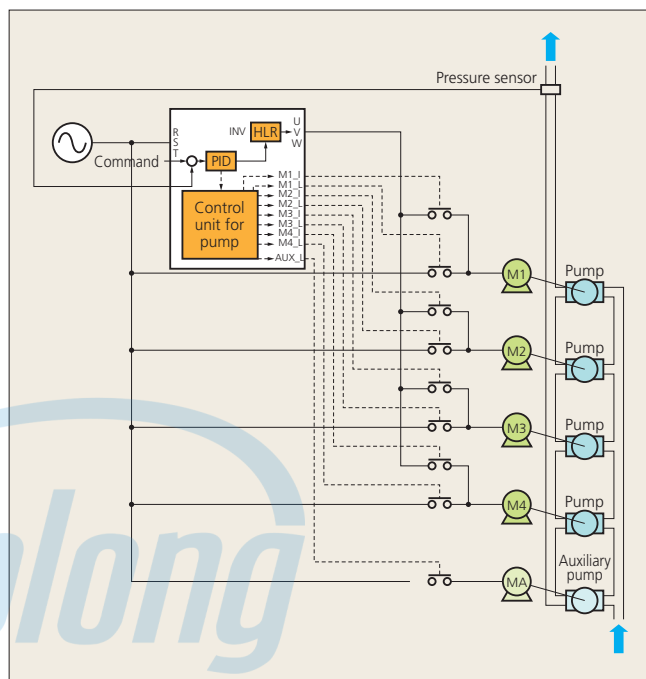 Pressure sensor
R
S
T
U
V
W
INV
HLR
Command
PID
Control
unit for
pump
M1_I
M1_L
M2_I
M2_L
M3_I
M3_L
M4_I
M4_L
AUX_L
M1
Pump
M2
Pump
M3
Pump
M4
Pump
Auxiliary
pump
MA